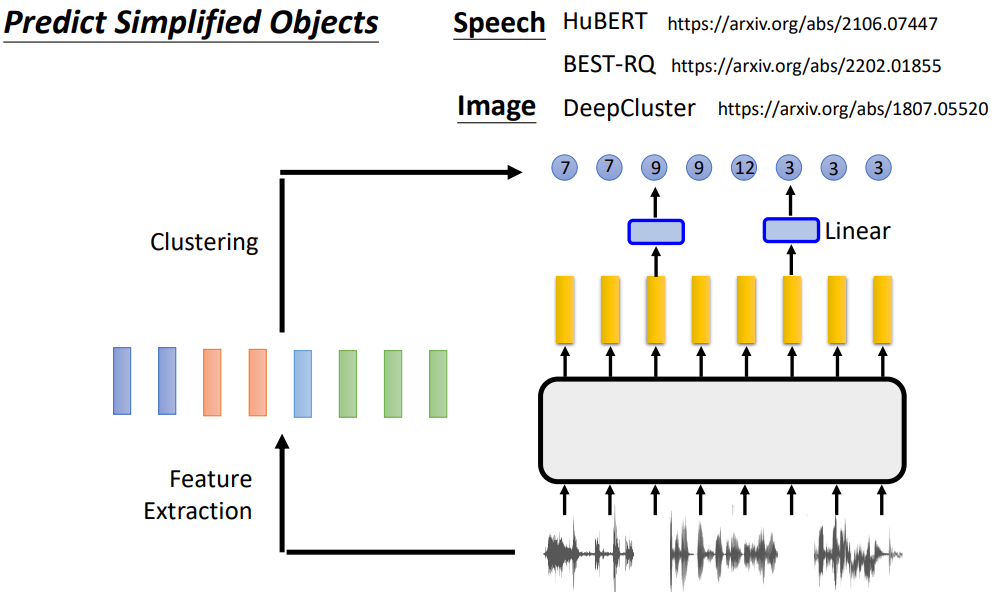 Predict Simplified Objects
Speech HuBERT https://arxiv.org/abs/2106.07447
BEST-RQ https://arxiv.org/abs/2202.01855
Image DeepCluster https://arxiv.org/abs/1807.05520
7 7 9 9 12 3 3 3
Clustering
Linear
Feature
Extraction